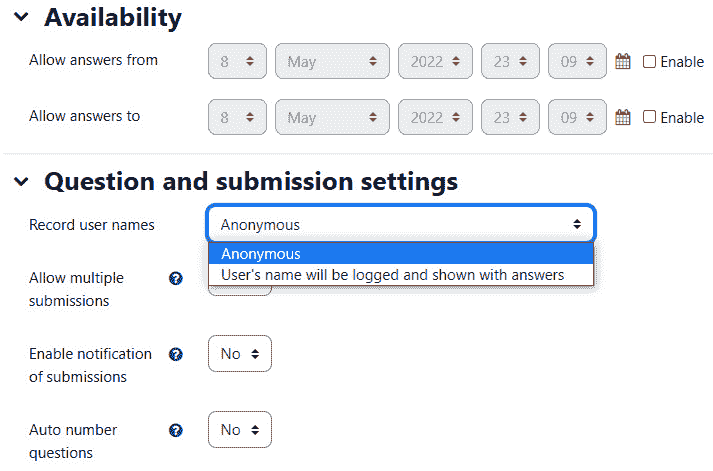 Availability
Allow answers from 8 May 2022 23 09 Enable
Allow answers to 8 May 2022 23 09 Enable
Question and submission settings
Record user names Anonymous
Anonymous
User's name will be logged and shown with answers
Allow multiple
submissions
Enable notification
of submissions
No
Auto number
questions
No